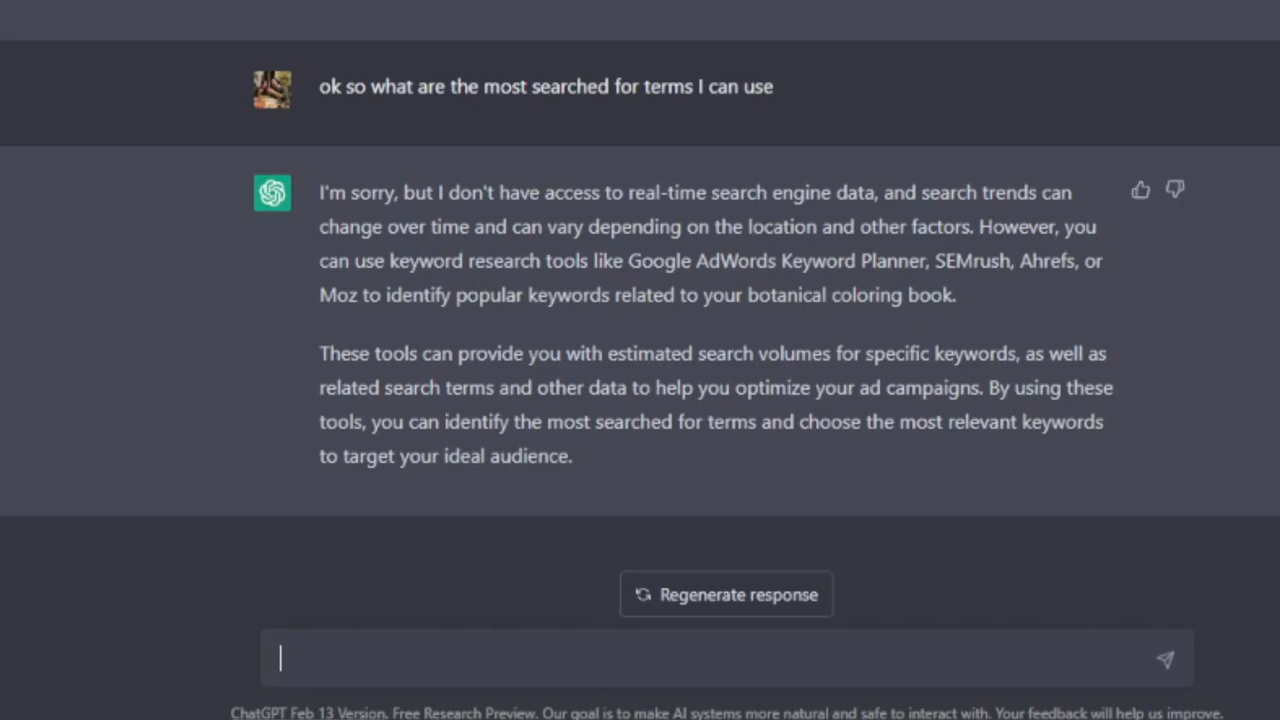 ok so what are the most searched for terms I can use
I'm sorry, but I don't have access to real-time search engine data, and search trends can
change over time and can vary depending on the location and other factors. However, you
can use keyword research tools like Google AdWords Keyword Planner, SEMrush, Ahrefs, or
Moz to identify popular keywords related to your botanical coloring book.
These tools can provide you with estimated search volumes for specific keywords, as well as
related search terms and other data to help you optimize your ad campaigns. By using these
tools, you can identify the most searched for terms and choose the most relevant keywords
to target your ideal audience.
Regenerate response
ChatGPT Feb 13 Version. Free Research Preview. Our goal is to make AI systems more natural and safe to interact with. Your feedback will help us improve.